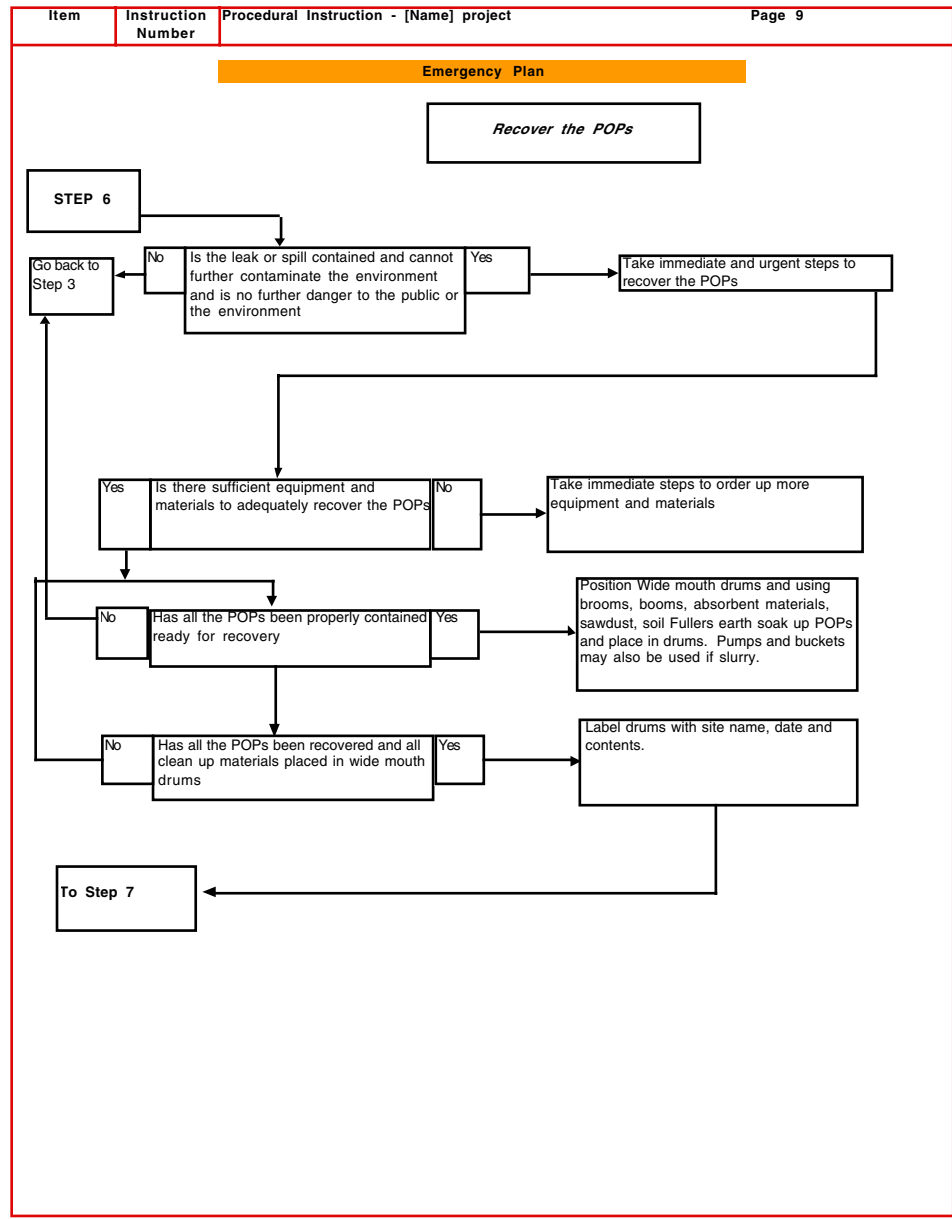 Item
Instruction
Number
Procedural Instruction - [Name] project
Page 9
Emergency Plan
Recover the POPs
STEP 6
Go back to
Step 3
No
Is the leak or spill contained and cannot
further contaminate the environment
and is no further danger to the public or
the environment
Yes
Take immediate and urgent steps to
recover the POPs
Yes
Is there sufficient equipment and
materials to adequately recover the POPs
No
Take immediate steps to order up more
equipment and materials
No
Has all the POPs been properly contained
ready for recovery
Yes
Position Wide mouth drums and using
brooms, booms, absorbent materials,
sawdust, soil Fullers earth soak up POPs
and place in drums. Pumps and buckets
may also be used if slurry.
No
Has all the POPs been recovered and all
clean up materials placed in wide mouth
drums
Yes
Label drums with site name, date and
contents.
To Step 7